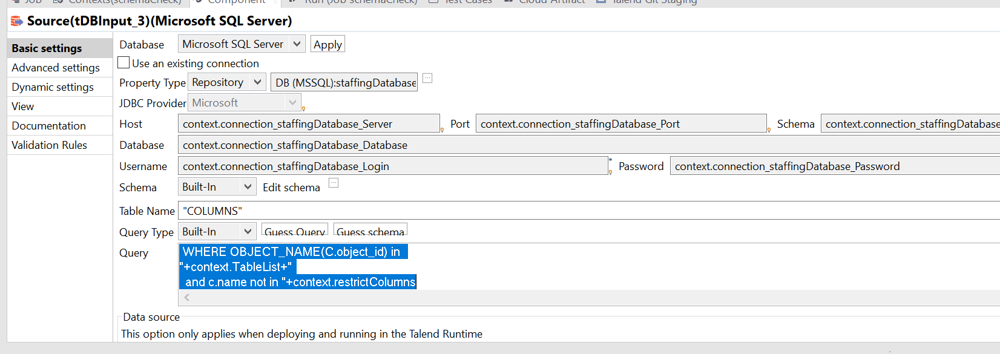 Job Contexts(schemaCheck) Component Run (Job schemaCheck) Test Cases Cloud Artifact Talend Git Staging
Source(tDBInput_3)(Microsoft SQL Server)
Basic settings
Advanced settings
Dynamic settings
View
Documentation
Validation Rules
Database Microsoft SQL Server Apply
Use an existing connection
Property Type Repository DB (MSSQL):staffingDatabase ...
JDBC Provider Microsoft
Host context.connection_staffingDatabase_Server Port context.connection_staffingDatabase_Port Schema context.connection_staffingDatabase
Database context.connection_staffingDatabase_Database
Username context.connection_staffingDatabase_Login * Password context.connection_staffingDatabase_Password
Schema Built-In Edit schema ...
Table Name "COLUMNS"
Query Type Built-In Guess Query Guess schema
Query WHERE OBJECT_NAME(C.object_id) in
"+context.TableList+"
and c.name not in "+context.restrictColumns
Data source
This option only applies when deploying and running in the Talend Runtime